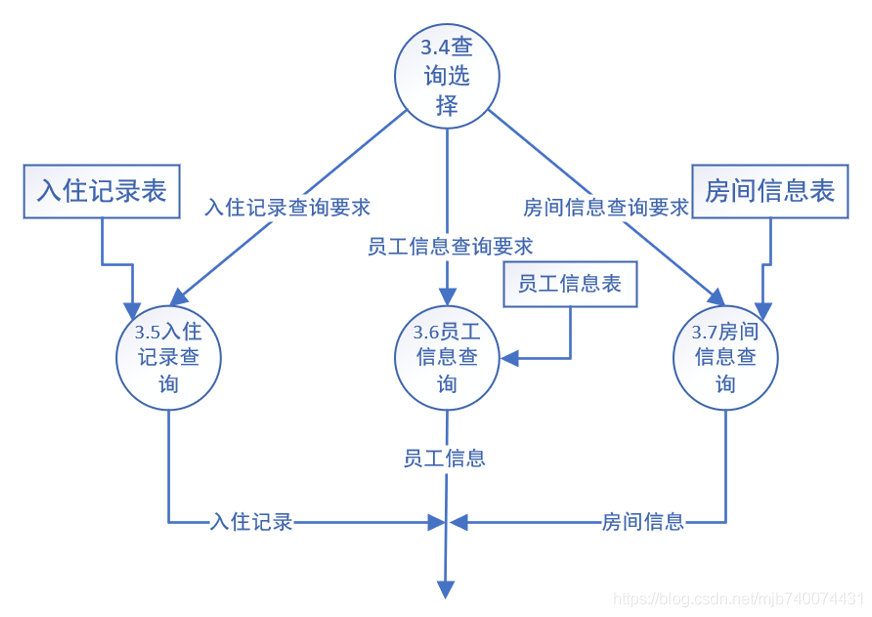 3.4查
询选
择
入住记录表
房间信息表
入住记录查询要求
房间信息查询要求
员工信息查询要求
员工信息表
3.5入住
记录查
询
3.6员工
信息查
询
3.7房间
信息查
询
员工信息
入住记录
房间信息
https://blog.csdn.net/mjb740074431